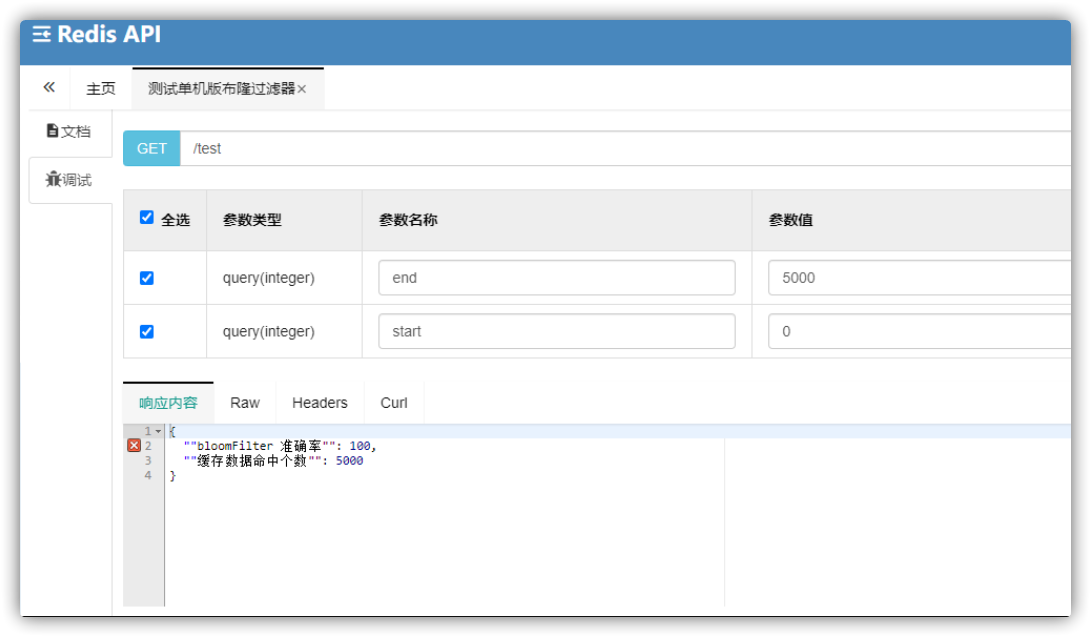 Redis API
主页 测试单机版布隆过滤器×
文档
调试
GET /test
全选 参数类型 参数名称 参数值
query(integer) end 5000
query(integer) start 0
响应内容 Raw Headers Curl
1 {
2 ""bloomFilter 准确率"": 100,
3 ""缓存数据命中个数"": 5000
4 }